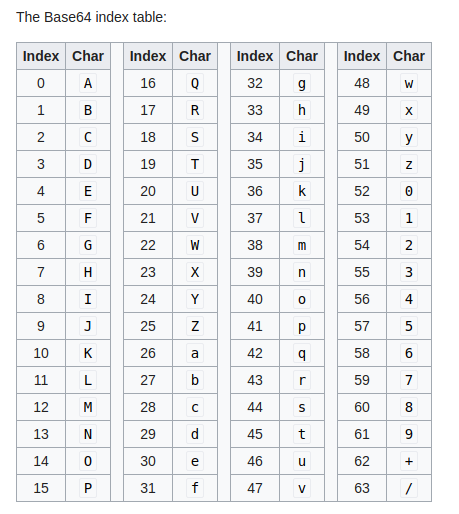 The Base64 index table:
Index Char Index Char Index Char Index Char
0 A 16 Q 32 g 48 w
1 B 17 R 33 h 49 x
2 C 18 S 34 i 50 y
3 D 19 T 35 j 51 z
4 E 20 U 36 k 52 0
5 F 21 V 37 l 53 1
6 G 22 W 38 m 54 2
7 H 23 X 39 n 55 3
8 I 24 Y 40 o 56 4
9 J 25 Z 41 p 57 5
10 K 26 a 42 q 58 6
11 L 27 b 43 r 59 7
12 M 28 c 44 s 60 8
13 N 29 d 45 t 61 9
14 O 30 e 46 u 62 +
15 P 31 f 47 v 63 /